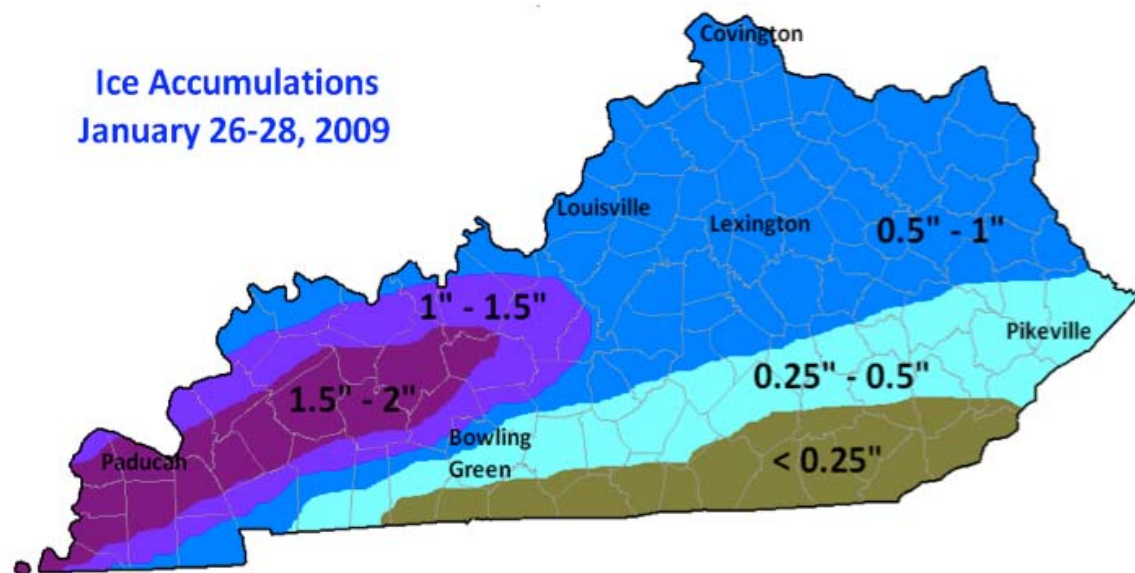 Covington
Ice Accumulations
January 26-28, 2009
Louisville
Lexington
0.5" - 1"
1" - 1.5"
Pikeville
0.25" - 0.5"
1.5" - 2"
Bowling
Green
Paducah
< 0.25"